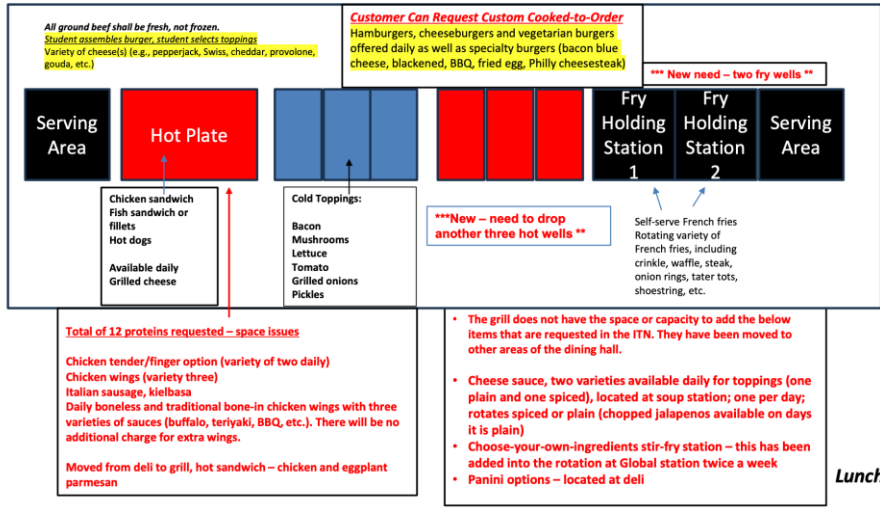 All ground beef shall be fresh, not frozen.
Student assembles burger, student selects toppings
Variety of cheese(s) (e.g., pepperjack, Swiss, cheddar, provolone,
gouda, etc.)
Customer Can Request Custom Cooked-to-Order
Hamburgers, cheeseburgers and vegetarian burgers
offered daily as well as specialty burgers (bacon blue
cheese, blackened, BBQ, fried egg, Philly cheesesteak)
*** New need – two fry wells **
Serving
Area
Hot Plate
Fry
Holding
Station
1
Fry
Holding
Station
2
Serving
Area
Chicken sandwich
Fish sandwich or
fillets
Hot dogs
Available daily
Grilled cheese
Cold Toppings:
Bacon
Mushrooms
Lettuce
Tomato
Grilled onions
Pickles
***New – need to drop
another three hot wells **
Self-serve French fries
Rotating variety of
French fries, including
crinkle, waffle, steak,
onion rings, tater tots,
shoestring, etc.
Total of 12 proteins requested – space issues
Chicken tender/finger option (variety of two daily)
Chicken wings (variety three)
Italian sausage, kielbasa
Daily boneless and traditional bone-in chicken wings with three
varieties of sauces (buffalo, teriyaki, BBQ, etc.). There will be no
additional charge for extra wings.
Moved from deli to grill, hot sandwich – chicken and eggplant
parmesan
• The grill does not have the space or capacity to add the below
items that are requested in the ITN. They have been moved to
other areas of the dining hall.
• Cheese sauce, two varieties available daily for toppings (one
plain and one spiced), located at soup station; one per day;
rotates spiced or plain (chopped jalapenos available on days
it is plain)
• Choose-your-own-ingredients stir-fry station – this has been
added into the rotation at Global station twice a week
• Panini options – located at deli
Lunch